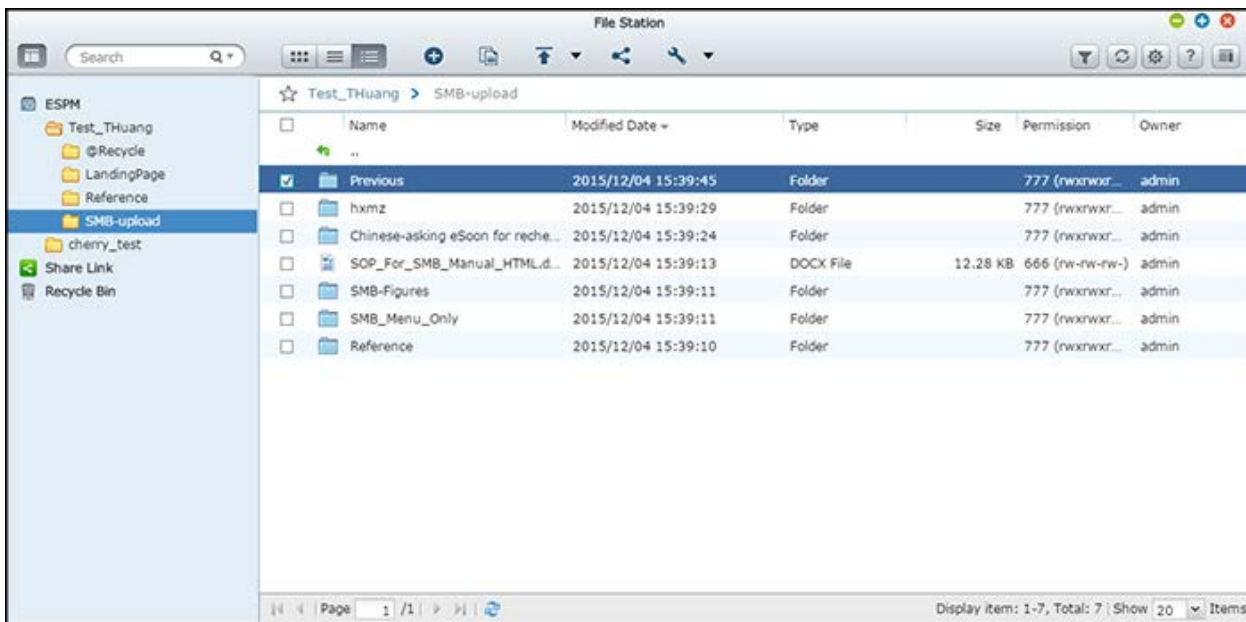 File Station
Search
ESPM
Test_THuang
@Recycle
LandingPage
Reference
SMB-upload
cherry_test
Share Link
Recycle Bin
Test_THuang > SMB-upload
Name Modified Date Type Size Permission Owner
..
Previous 2015/12/04 15:39:45 Folder 777 (rwxrwxr... admin
hxmz 2015/12/04 15:39:29 Folder 777 (rwxrwxr... admin
Chinese-asking eSoon for reche... 2015/12/04 15:39:24 Folder 777 (rwxrwxr... admin
SOP_For_SMB_Manual_HTML.d... 2015/12/04 15:39:13 DOCX File 12.28 KB 666 (rw-rw-rw-) admin
SMB-Figures 2015/12/04 15:39:11 Folder 777 (rwxrwxr... admin
SMB_Menu_Only 2015/12/04 15:39:11 Folder 777 (rwxrwxr... admin
Reference 2015/12/04 15:39:10 Folder 777 (rwxrwxr... admin
Page 1 /1 Display item: 1-7, Total: 7 | Show 20 Items